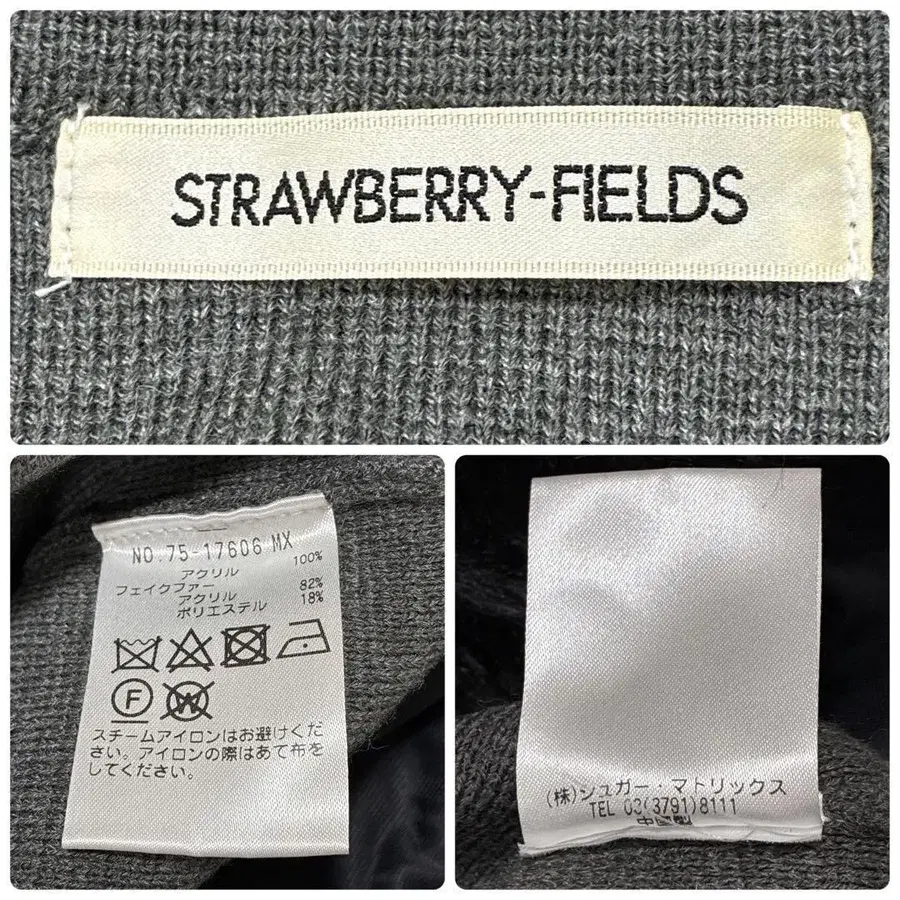 STRAWBERRY-FIELDS
NO.75-17606 MX
アクリル 100%
フェイクファー
アクリル 82%
ポリエステル 18%
F W
スチームアイロンはお避けくだ
さい。アイロンの際はあて布を
してください。
(株)シュガー・マトリックス
TEL 03(3791)8111
中国製